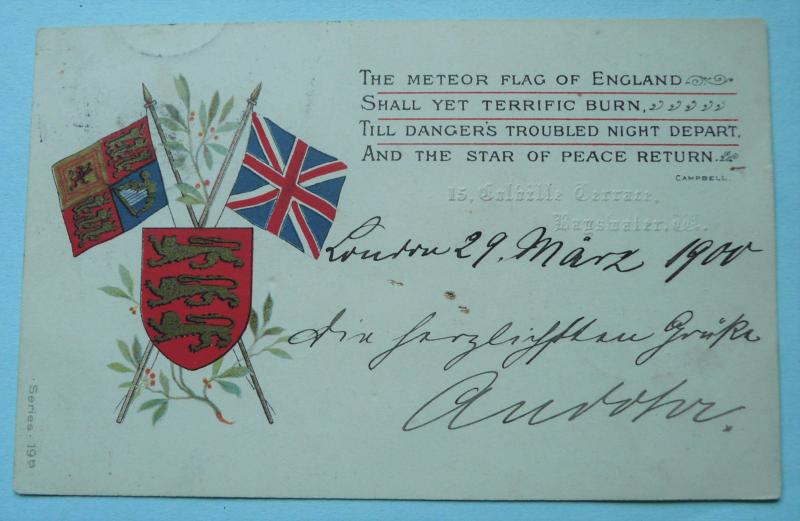 THE METEOR FLAG OF ENGLAND
SHALL YET TERRIFIC BURN,
TILL DANGER'S TROUBLED NIGHT DEPART,
AND THE STAR OF PEACE RETURN.
CAMPBELL.
15, Colville Terrace,
Bayswater, W.
London 29. März 1900
Die herzlichsten Grüße
Series. 19